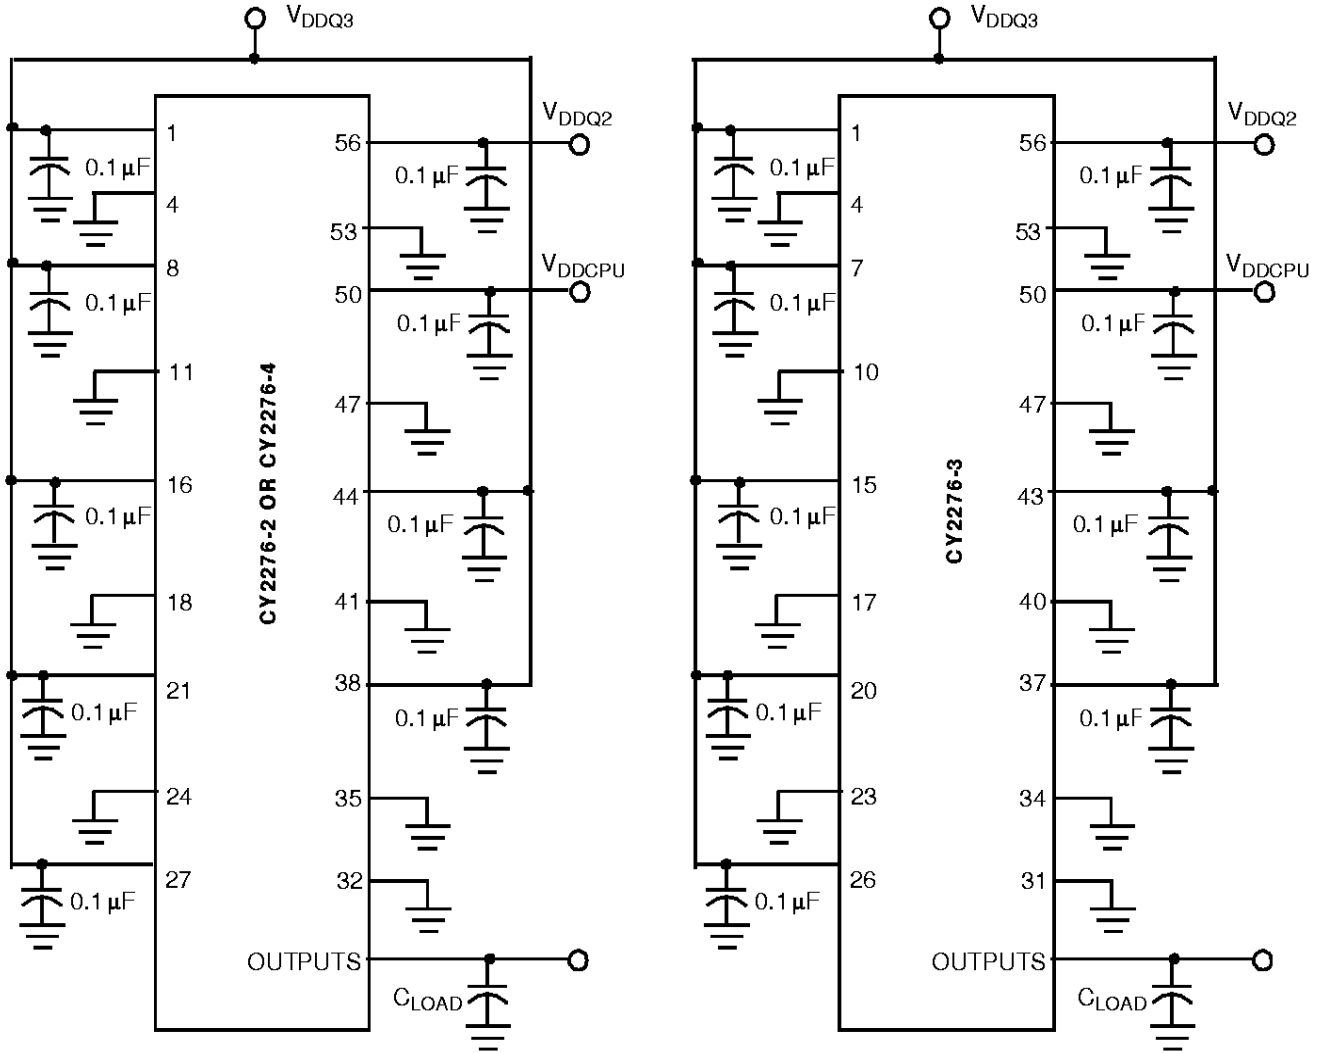 VDDQ3
1
0.1 µF
4
8
0.1 µF
11
16
0.1 µF
18
21
0.1 µF
24
27
0.1 µF
CY2276-2 OR CY2276-4
56
VDDQ2
0.1 µF
53
VDDCPU
50
0.1 µF
47
44
0.1 µF
41
38
0.1 µF
35
32
OUTPUTS
CLOAD
VDDQ3
1
0.1 µF
4
7
0.1 µF
10
15
0.1 µF
17
20
0.1 µF
23
26
0.1 µF
CY2276-3
56
VDDQ2
0.1 µF
53
VDDCPU
50
0.1 µF
47
43
0.1 µF
40
37
0.1 µF
34
31
OUTPUTS
CLOAD